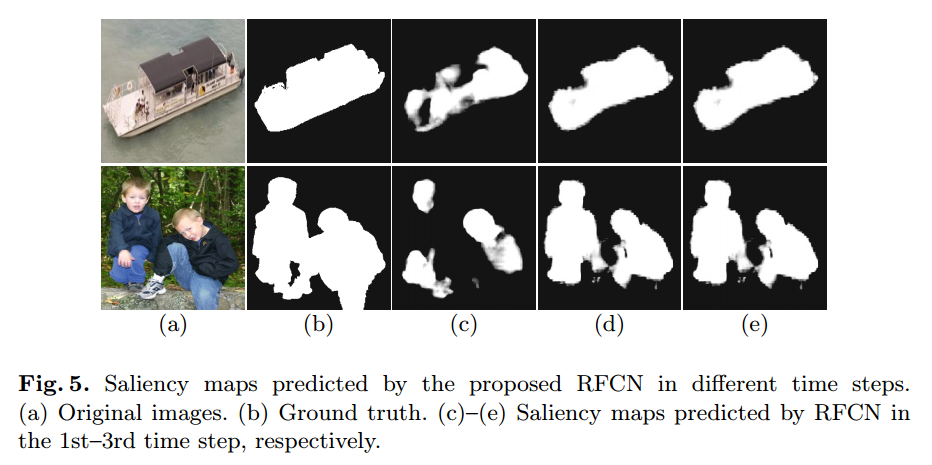 (a) (b) (c) (d) (e)
Fig. 5. Saliency maps predicted by the proposed RFCN in different time steps.
(a) Original images. (b) Ground truth. (c)–(e) Saliency maps predicted by RFCN in
the 1st–3rd time step, respectively.